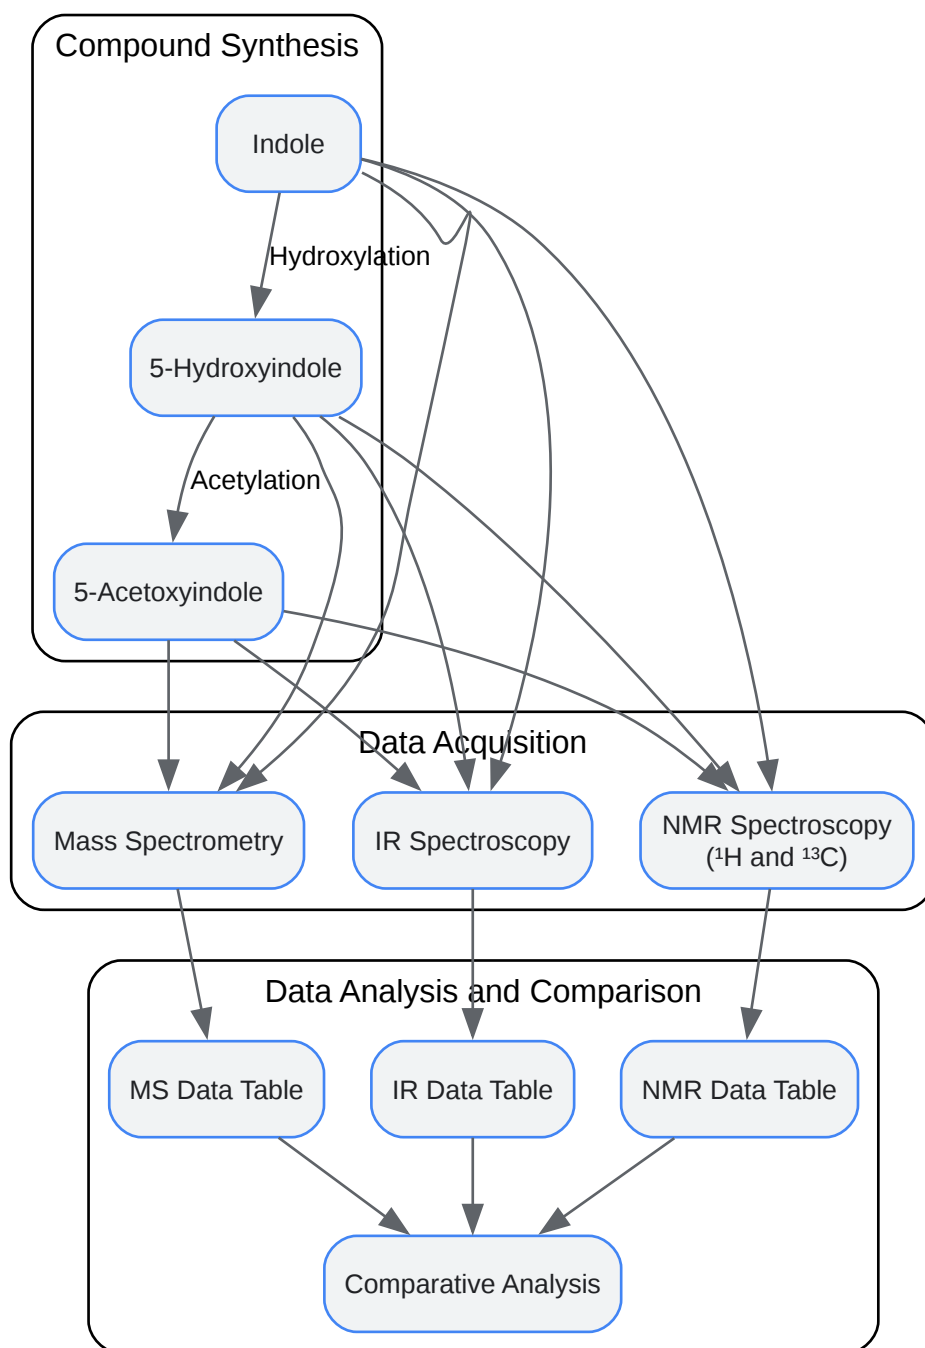 Compound Synthesis
Indole
Hydroxylation
5-Hydroxyindole
Acetylation
5-Acetoxyindole
Data Acquisition
Mass Spectrometry
IR Spectroscopy
NMR Spectroscopy
(¹H and ¹³C)
Data Analysis and Comparison
MS Data Table
IR Data Table
NMR Data Table
Comparative Analysis